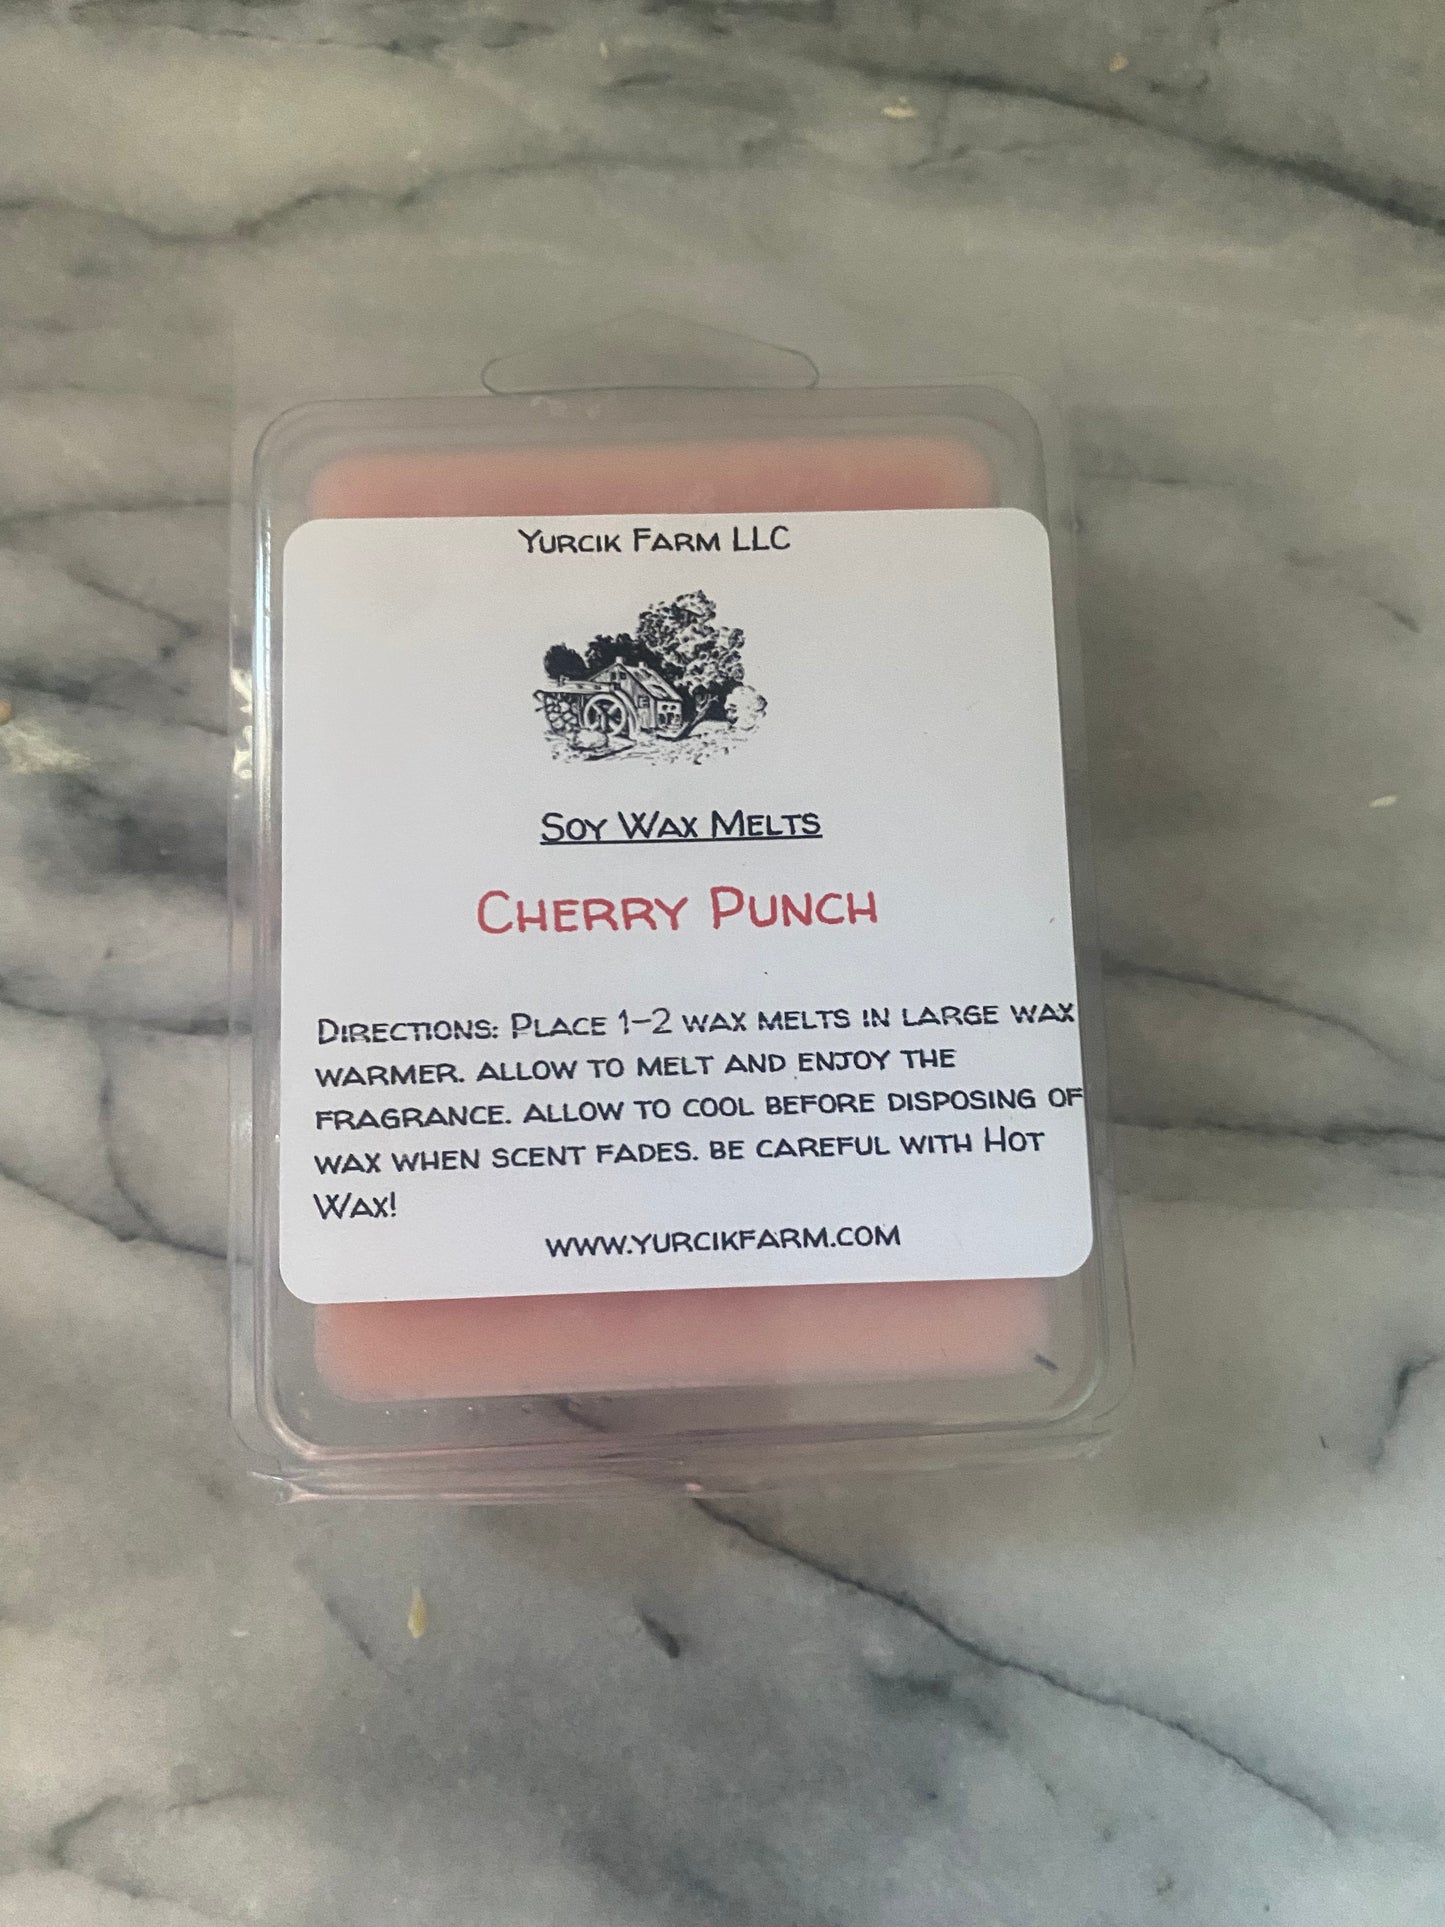 Yurcik Farm LLC
Soy Wax Melts
Cherry Punch
Directions: Place 1-2 wax melts in large wax
warmer. allow to melt and enjoy the
fragrance. allow to cool before disposing of
wax when scent fades. be careful with Hot
Wax!
www.yurcikfarm.com